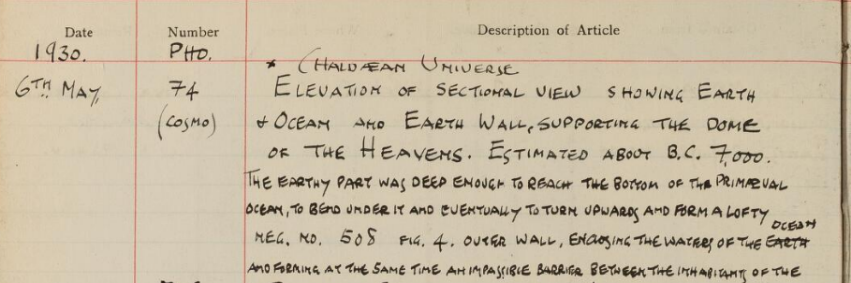 Date Number Description of Article
1930. PHO.
* CHALDÆAN UNIVERSE
6TH MAY, 74 ELEVATION OF SECTIONAL VIEW SHOWING EARTH
(COSMO) & OCEAN AND EARTH WALL, SUPPORTING THE DOME
OF THE HEAVENS. ESTIMATED ABOUT B.C. 7,000.
THE EARTHY PART WAS DEEP ENOUGH TO REACH THE BOTTOM OF THE PRIMÆVAL
OCEAN, TO BEND UNDER IT AND EVENTUALLY TO TURN UPWARDS AND FORM A LOFTY
OCEAN
NEG. NO. 508 FIG. 4. OUTER WALL, ENCLOSING THE WATERS OF THE EARTH
AND FORMING AT THE SAME TIME AN IMPASSIBLE BARRIER BETWEEN THE INHABITANTS OF THE